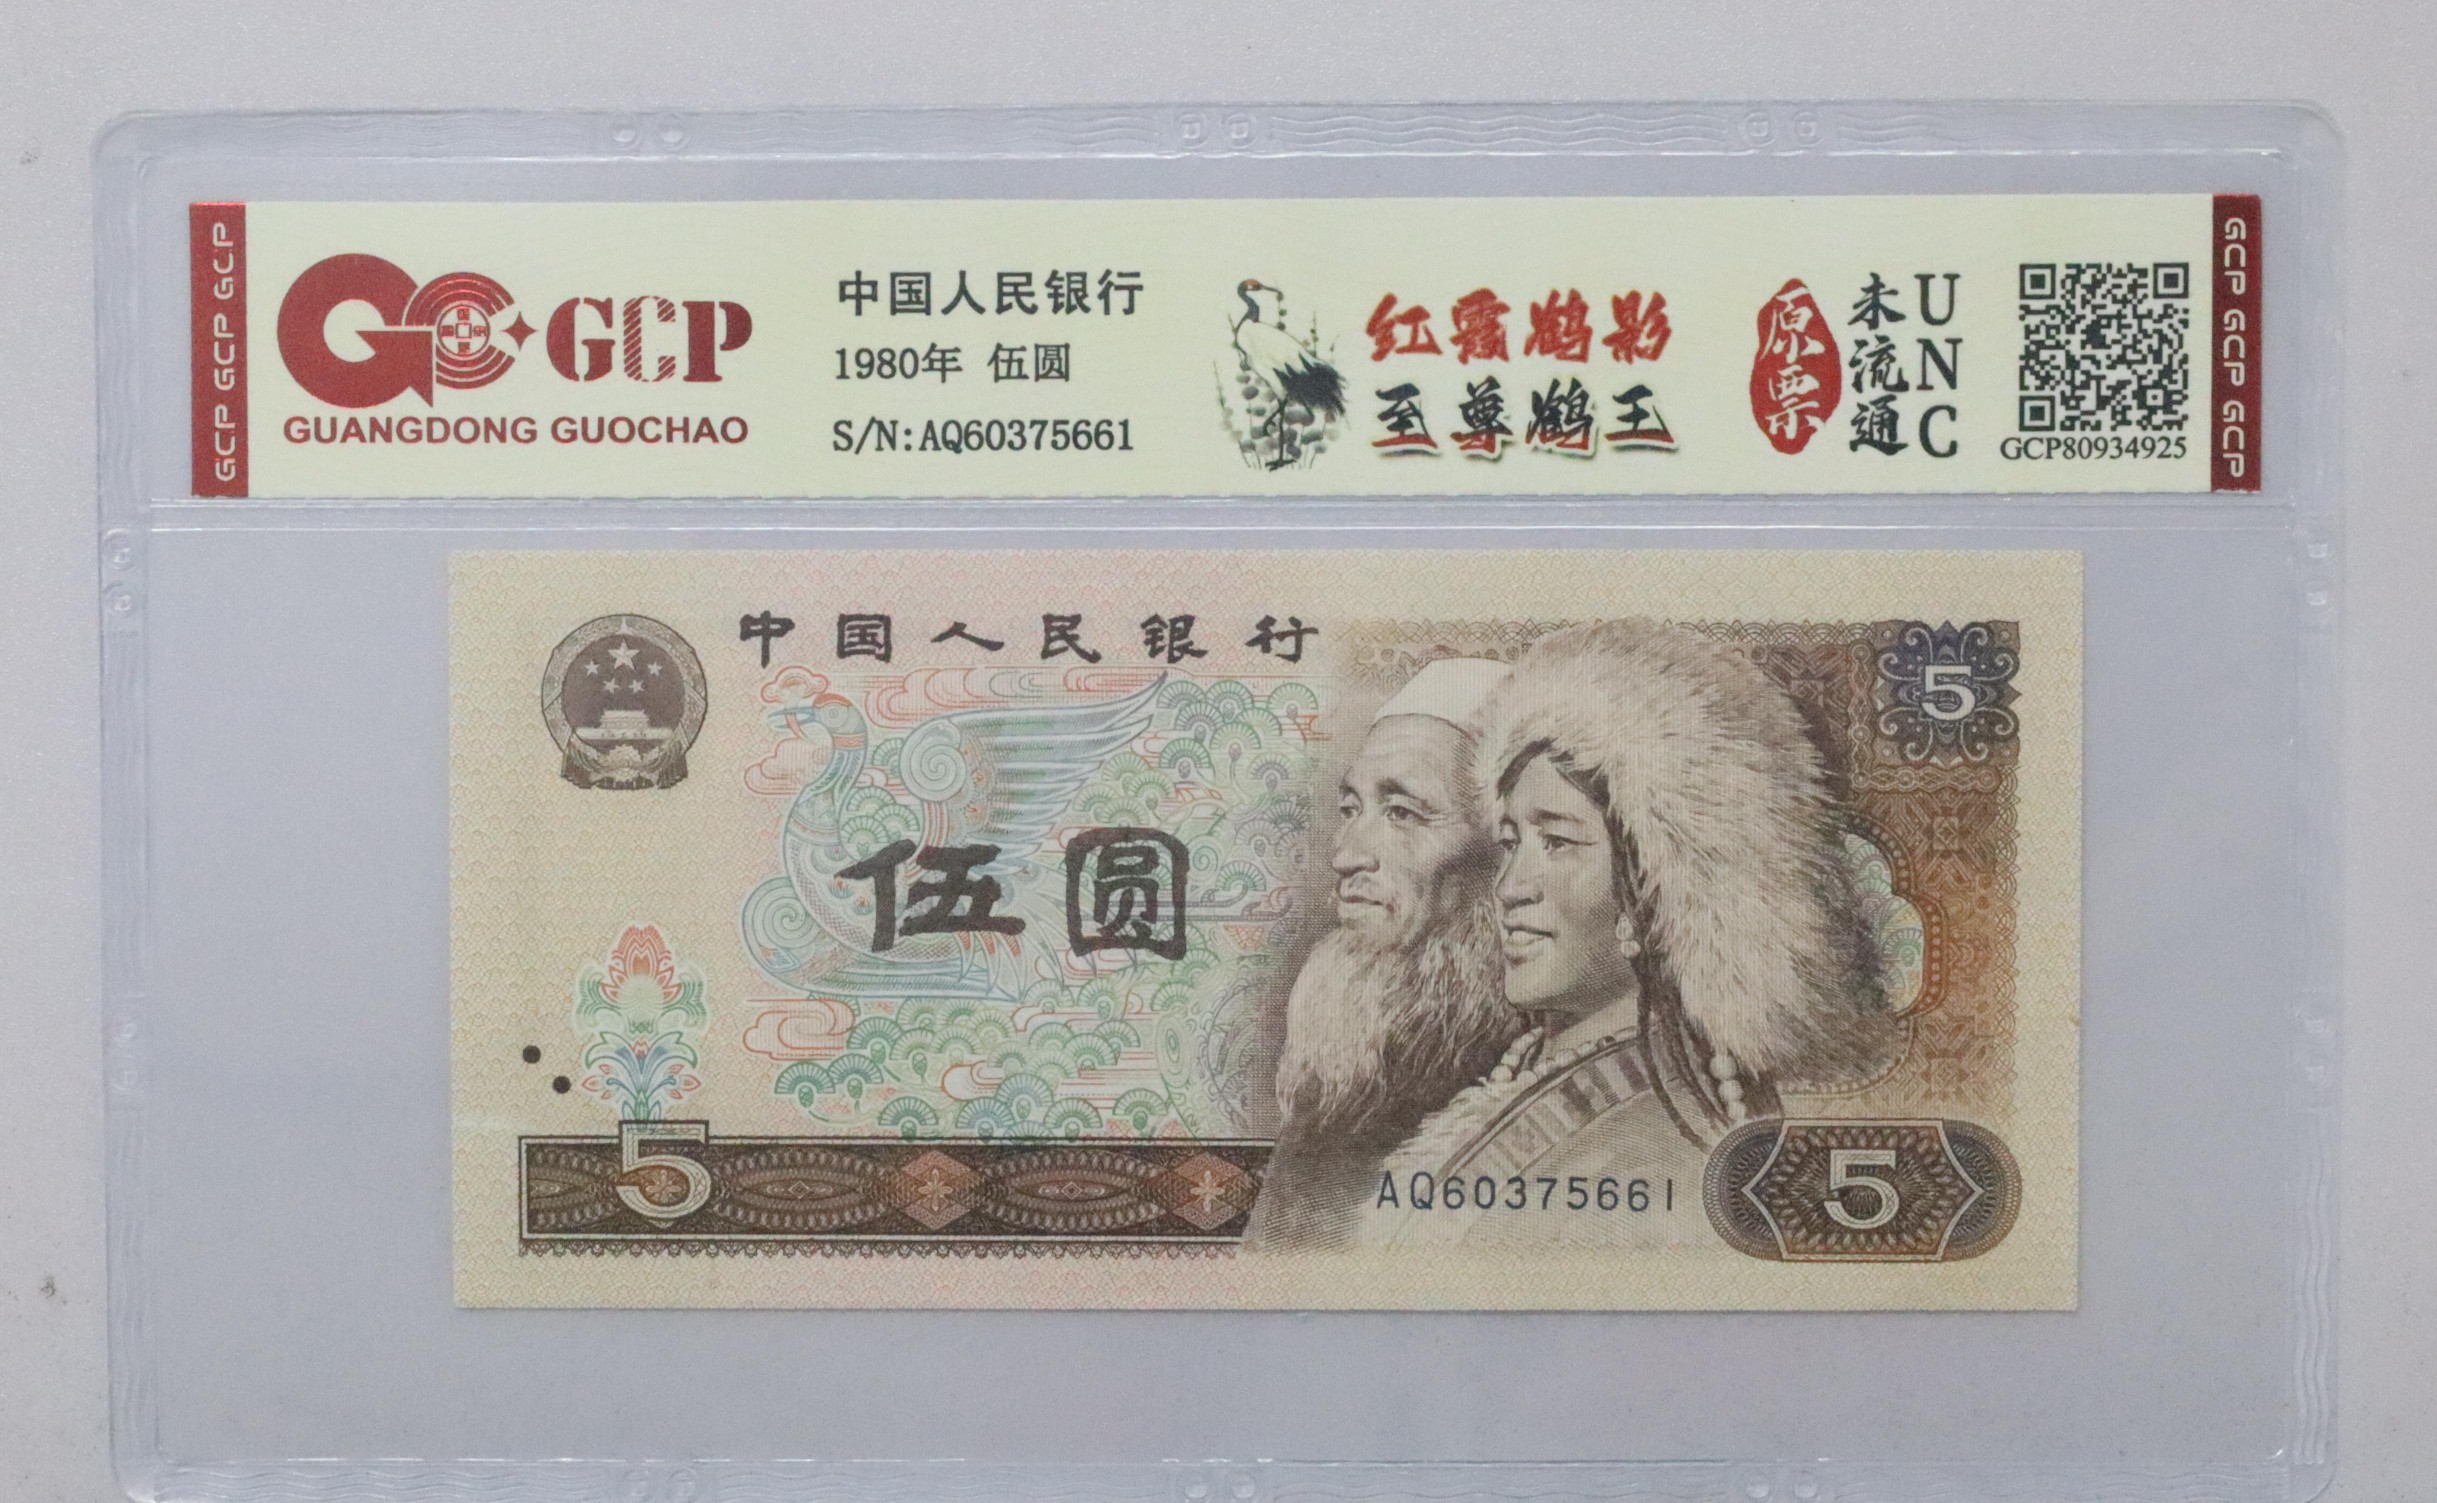 GCP GCP GCP
GCP
GUANGDONG GUOCHAO
中国人民银行
1980年 伍圆
S/N:AQ60375661
红霞鹤影
至尊鹤王
原票
未流通
UNC
GCP80934925
GCP GCP GCP
中国人民银行
5
伍圆
5
AQ60375661
5